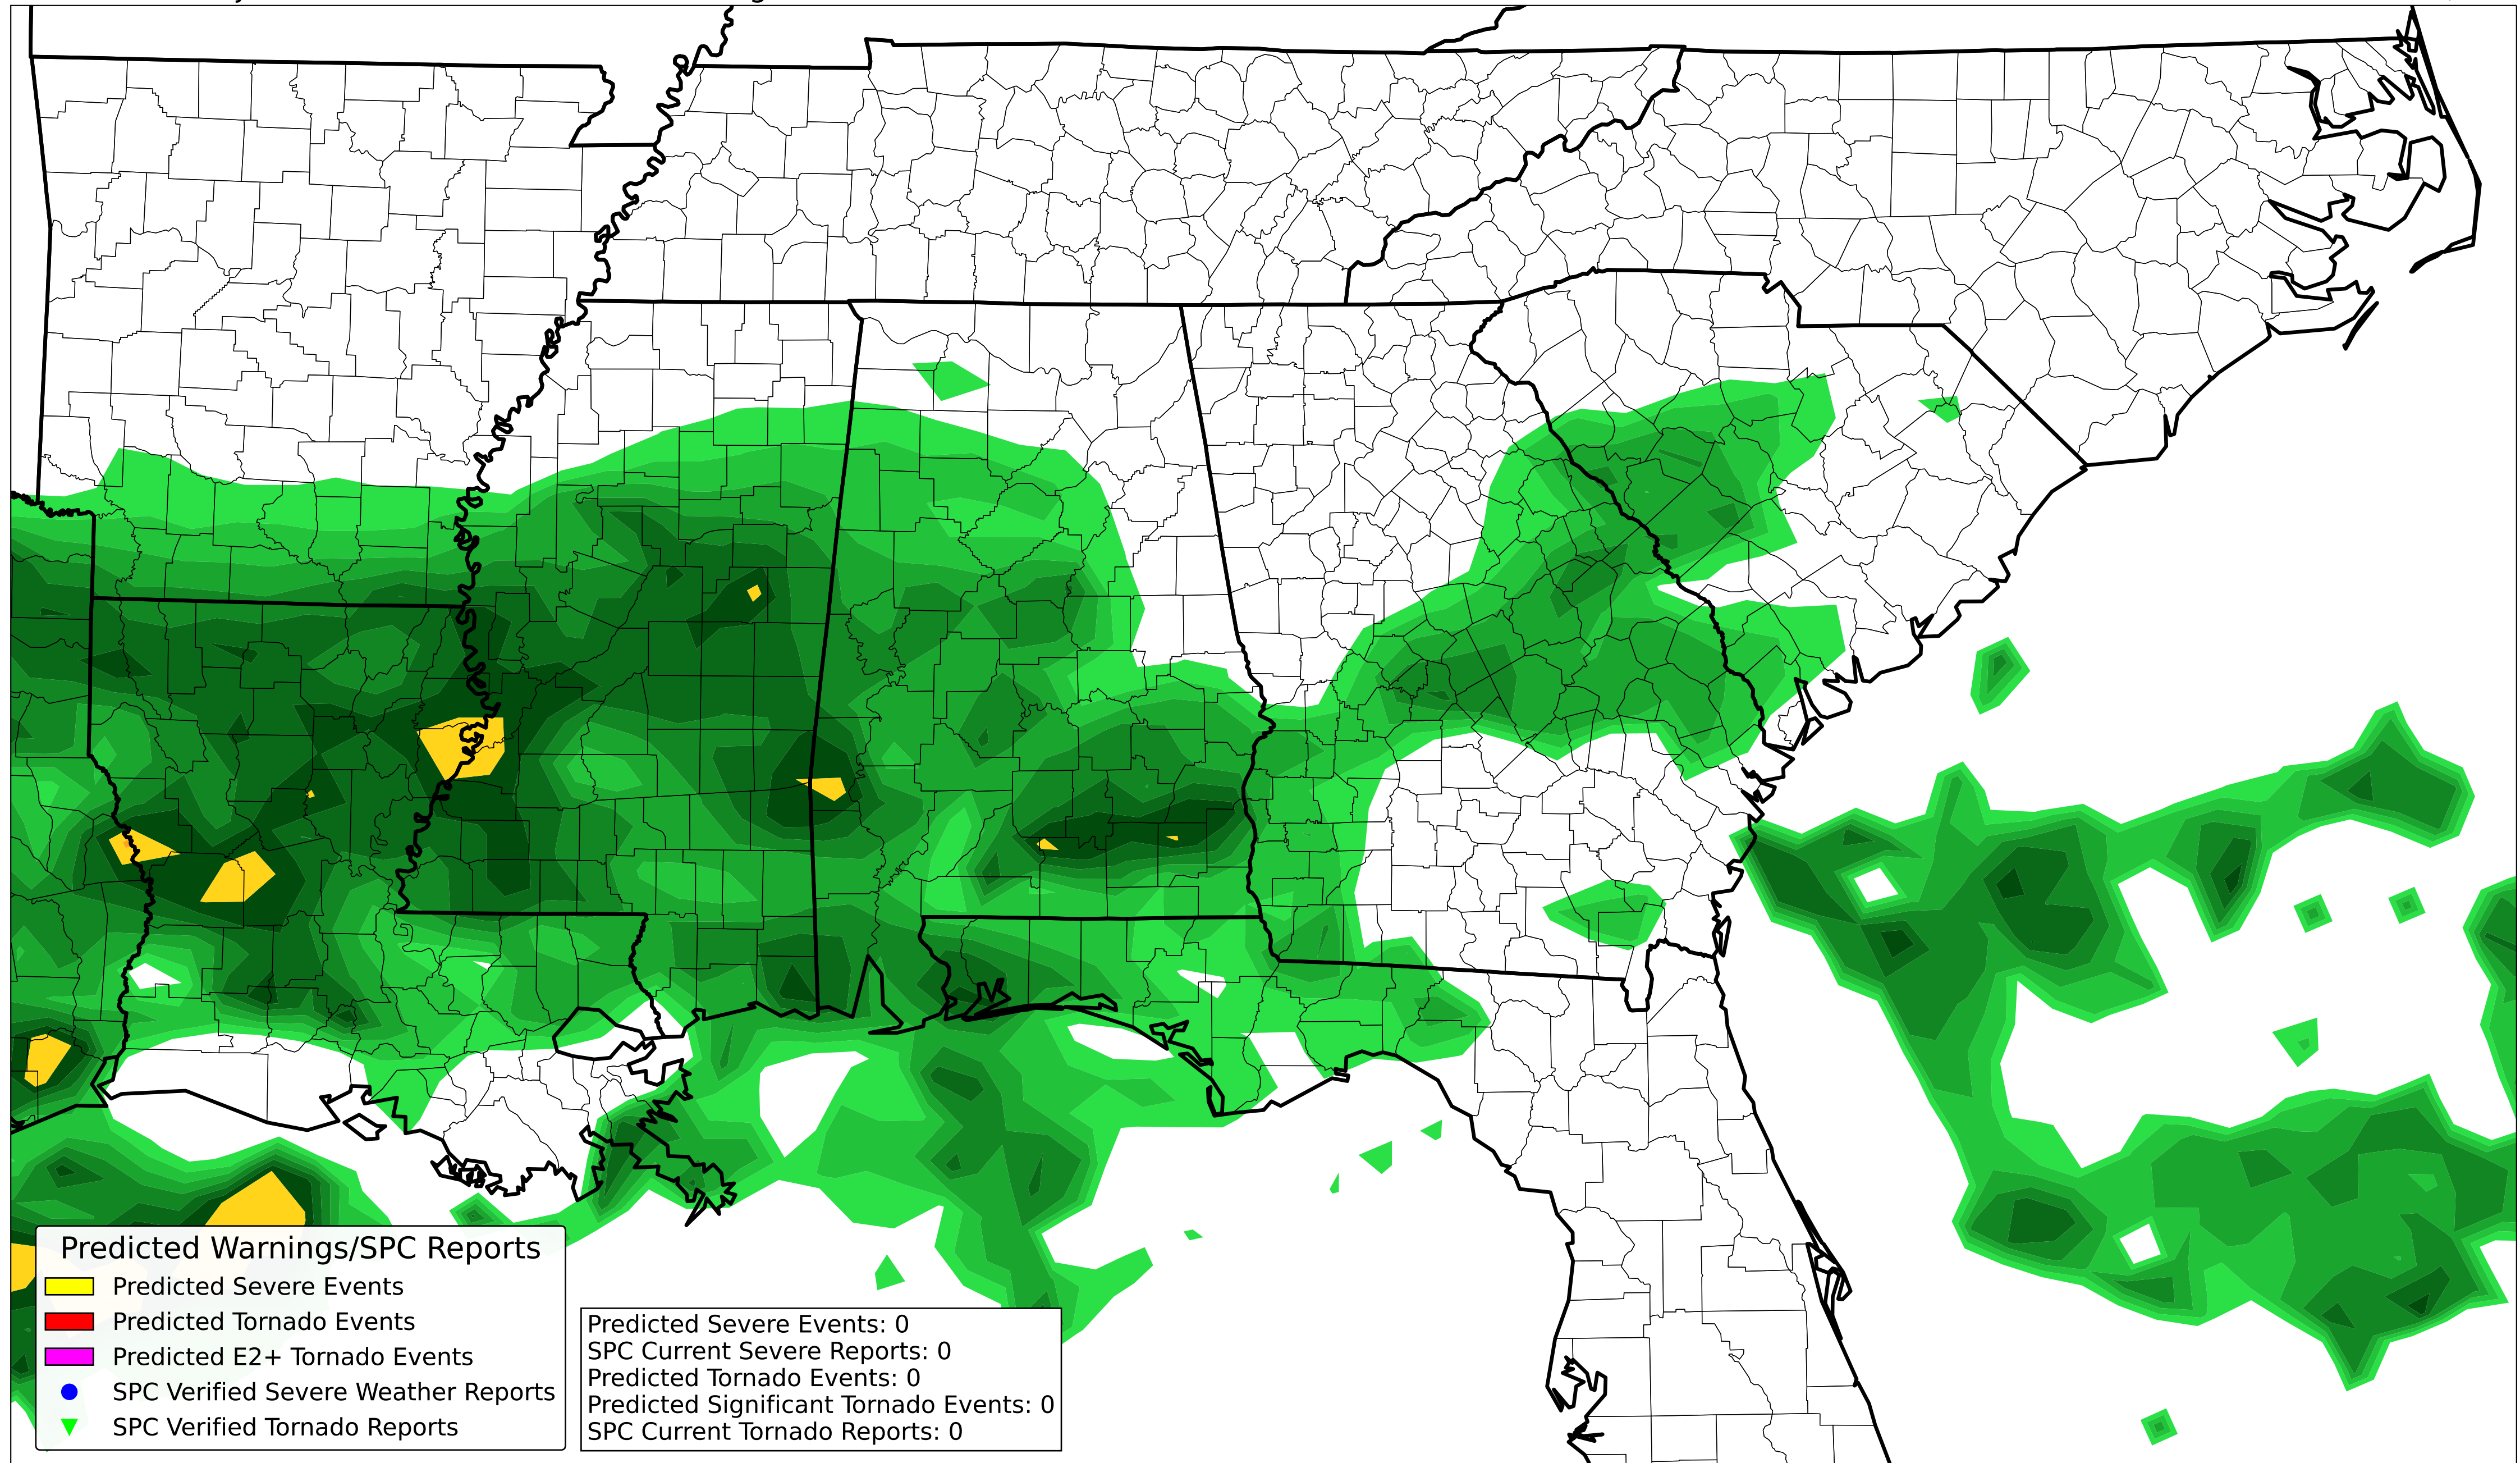 Predicted Warnings/SPC Reports
Predicted Severe Events
Predicted Tornado Events
Predicted E2+ Tornado Events
SPC Verified Severe Weather Reports
SPC Verified Tornado Reports
Predicted Severe Events: 0
SPC Current Severe Reports: 0
Predicted Tornado Events: 0
Predicted Significant Tornado Events: 0
SPC Current Tornado Reports: 0